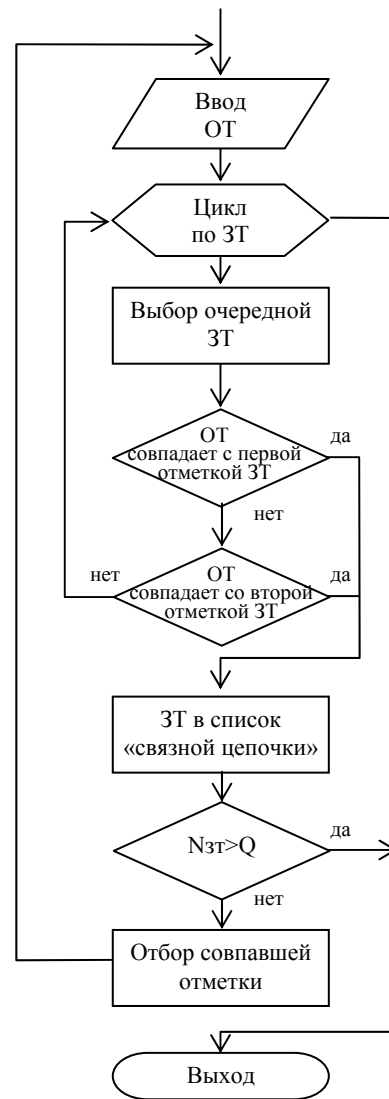 Ввод
ОТ
Цикл
по ЗТ
Выбор очередной
ЗТ
ОТ
совпадает с первой
отметкой ЗТ
да
нет
ОТ
совпадает со второй
отметкой ЗТ
нет
да
ЗТ в список
«связной цепочки»
Nзт>Q
да
нет
Отбор совпавшей
отметки
Выход